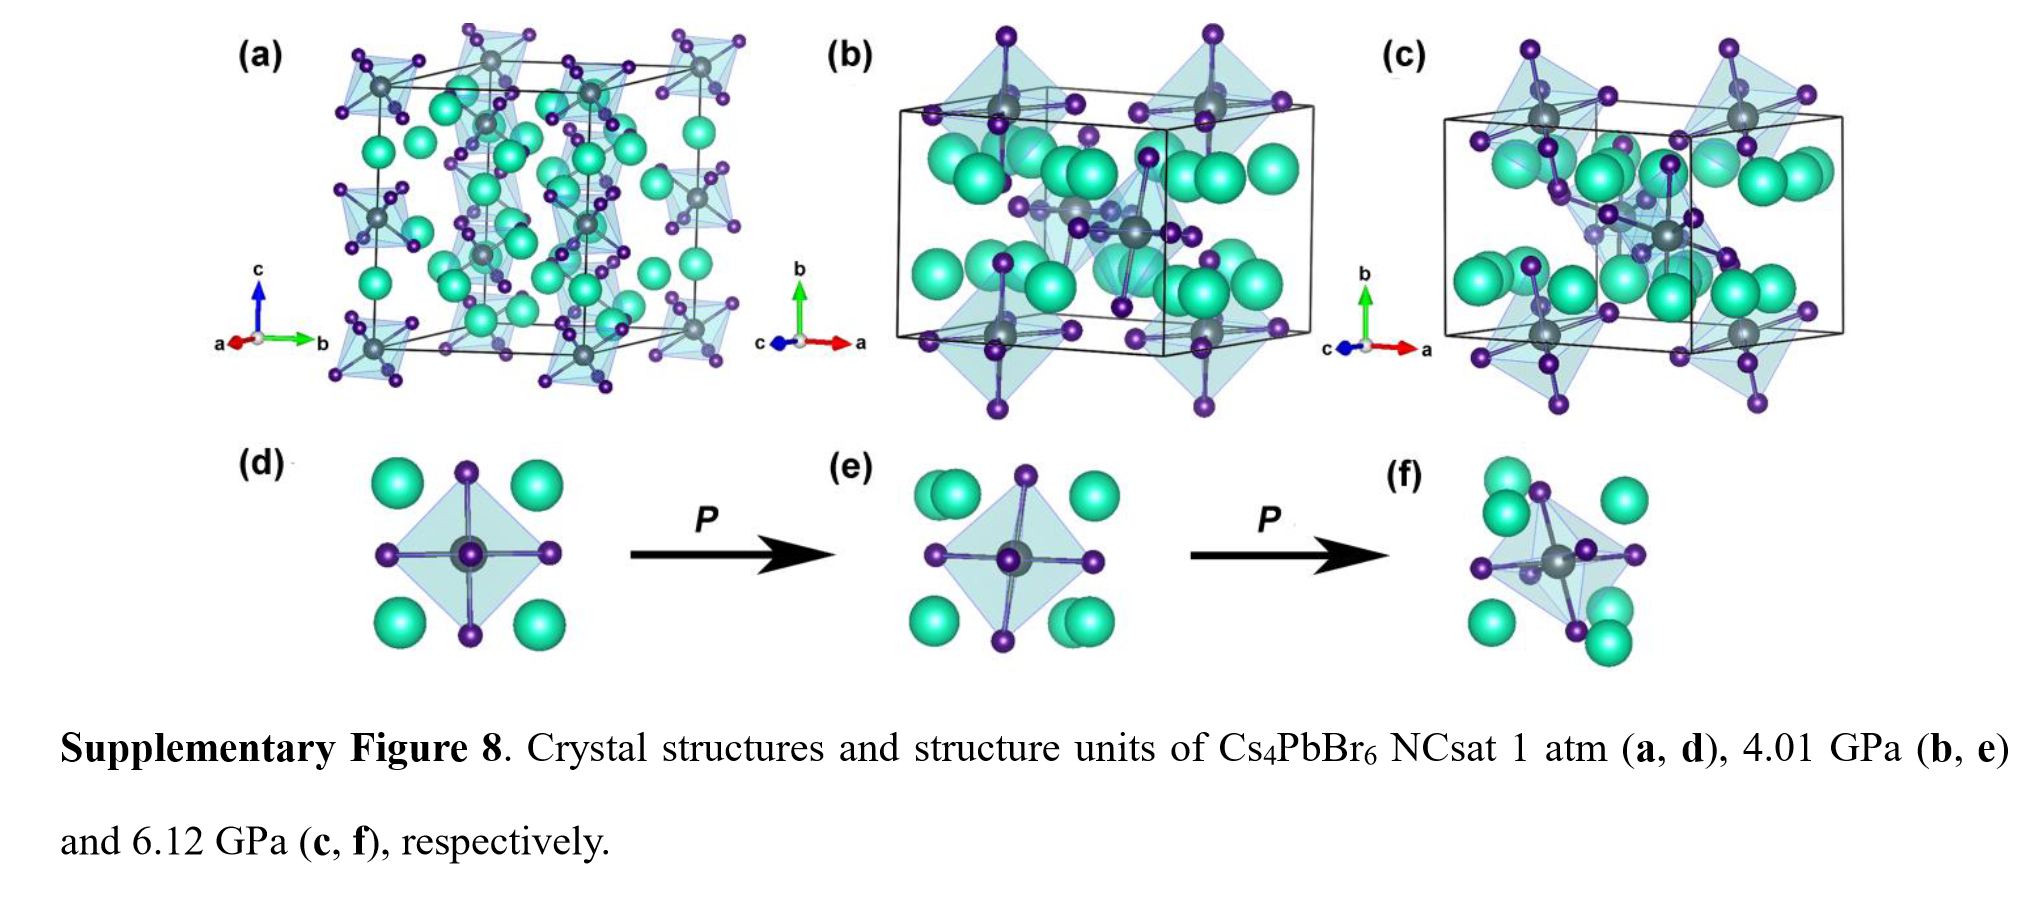 (a)
(b)
(c)
c
a
b
b
c
a
b
c
a
(d)
(e)
(f)
P
P
Supplementary Figure 8. Crystal structures and structure units of Cs₄PbBr₆ NCsat 1 atm (a, d), 4.01 GPa (b, e)
and 6.12 GPa (c, f), respectively.